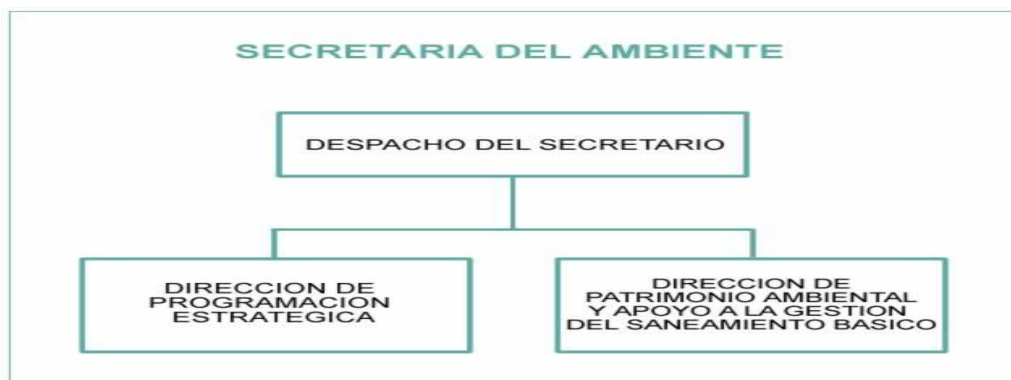 SECRETARIA DEL AMBIENTE
DESPACHO DEL SECRETARIO
DIRECCION DE
PROGRAMACION
ESTRATEGICA
DIRECCION DE
PATRIMONIO AMBIENTAL
Y APOYO A LA GESTION
DEL SANEAMIENTO BASICO